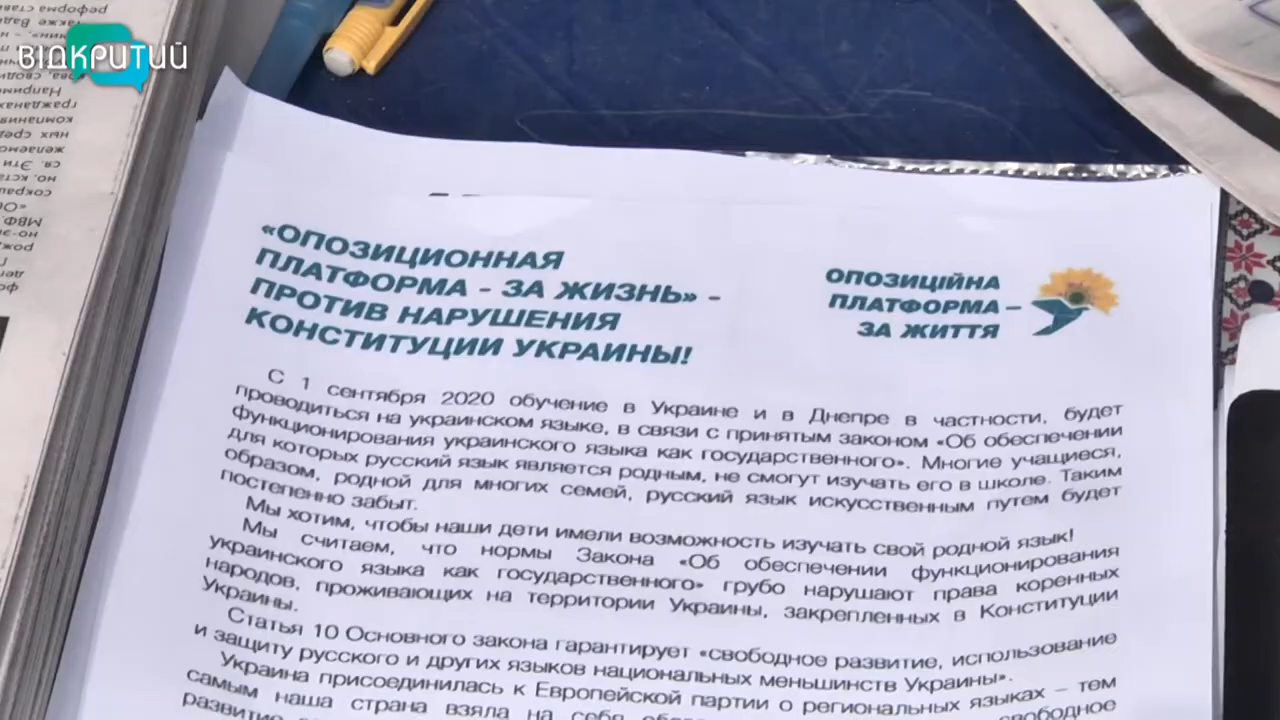 ВІДКРИТИЙ
«ОПОЗИЦИОННАЯ
ПЛАТФОРМА - ЗА ЖИЗНЬ» -
ПРОТИВ НАРУШЕНИЯ
КОНСТИТУЦИИ УКРАИНЫ!
ОПОЗИЦІЙНА
ПЛАТФОРМА –
ЗА ЖИТТЯ
С 1 сентября 2020 обучение в Украине и в Днепре в частности, будет
проводиться на украинском языке, в связи с принятым законом «Об обеспечении
функционирования украинского языка как государственного». Многие учащиеся,
для которых русский язык является родным, не смогут изучать его в школе. Таким
образом, родной для многих семей, русский язык искусственным путем будет
постепенно забыт.
Мы хотим, чтобы наши дети имели возможность изучать свой родной язык!
Мы считаем, что нормы Закона «Об обеспечении функционирования
украинского языка как государственного» грубо нарушают права коренных
народов, проживающих на территории Украины, закрепленных в Конституции
Украины.
Статья 10 Основного закона гарантирует «свободное развитие, использование
и защиту русского и других языков национальных меньшинств Украины».
Украина присоединилась к Европейской партии о региональных языках – тем
самым наша страна взяла на себя свободное
развитие